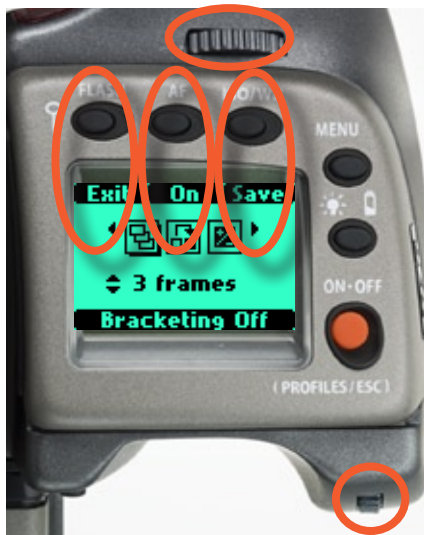 FLASH AF ISO/WB
MENU
Exit On Save
3 frames
ON•OFF
Bracketing Off
(PROFILES/ESC)